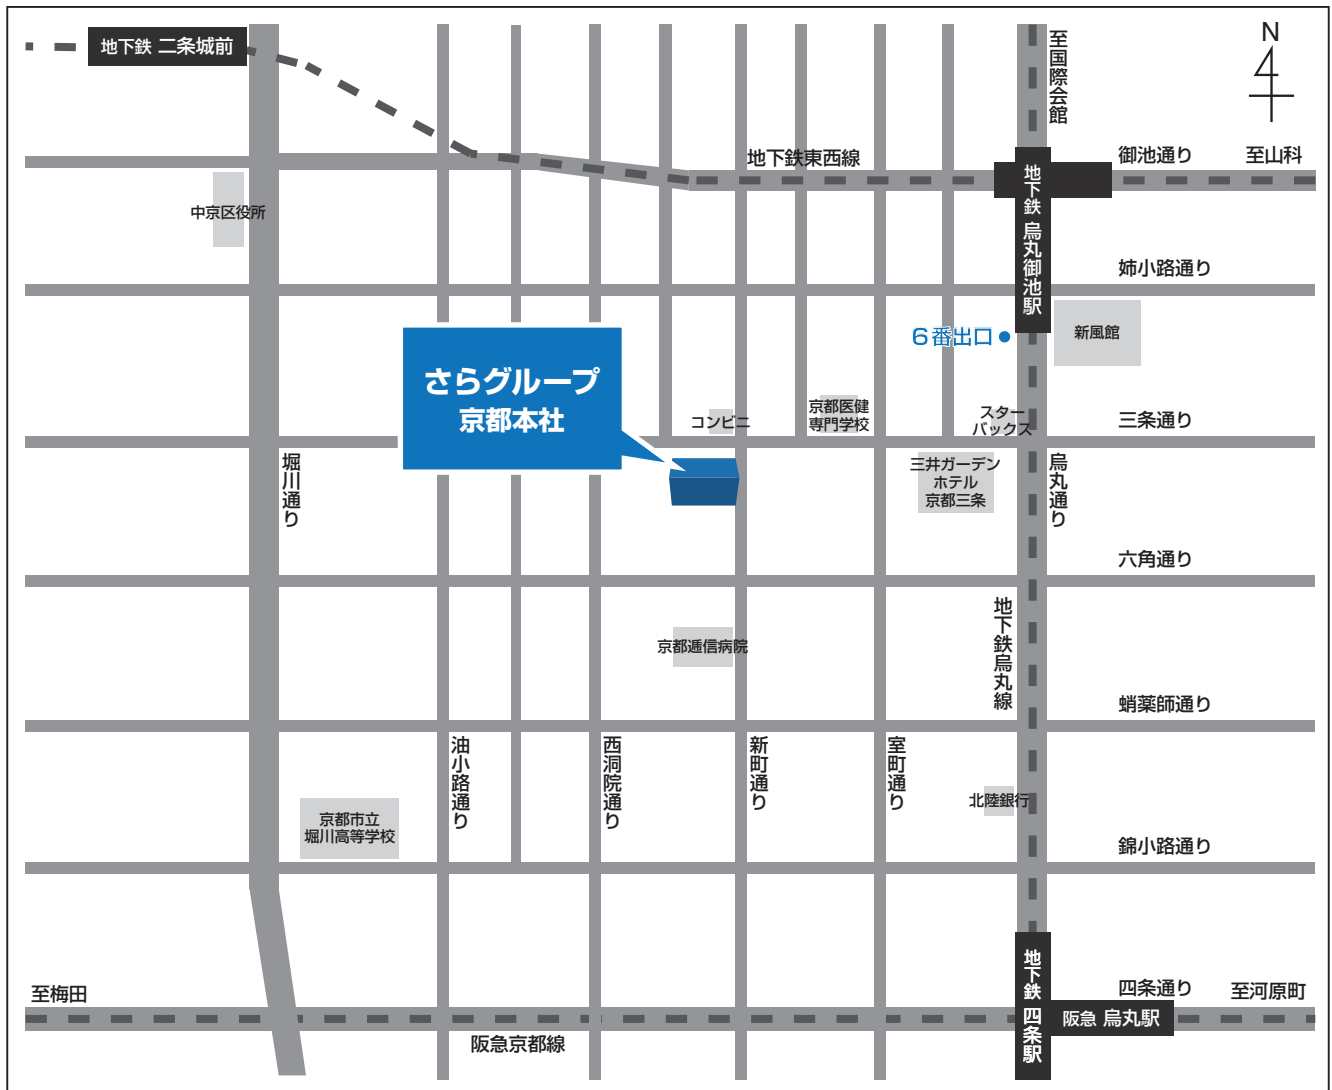 地下鉄 二条城前
至国際会館
N
地下鉄東西線
御池通り
至山科
地下鉄 烏丸御池駅
中京区役所
姉小路通り
6番出口
新風館
さらグループ
京都本社
コンビニ
京都医健
専門学校
スター
バックス
三条通り
堀川通り
三井ガーデン
ホテル
京都三条
烏丸通り
六角通り
地下鉄烏丸線
京都逓信病院
蛸薬師通り
油小路通り
西洞院通り
新町通り
室町通り
北陸銀行
京都市立
堀川高等学校
錦小路通り
至梅田
地下鉄 四条駅
四条通り
至河原町
阪急 烏丸駅
阪急京都線